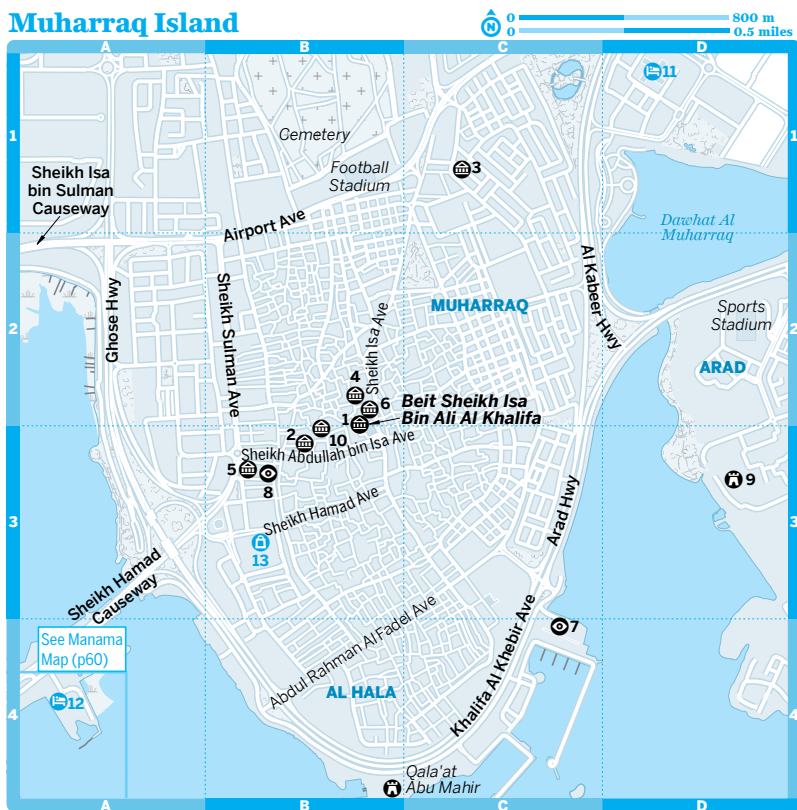 Muharraq Island
N
0 800 m
0 0.5 miles
A B C D
11
1 1
Cemetery
Football
Stadium
3
Sheikh Isa
bin Sulman
Causeway
Airport Ave
Dawhat Al
Muharraq
Ghose Hwy
Sheikh Sulman Ave
Sheikh Isa Ave
MUHARRAQ
Al Kabeer Hwy
Sports
Stadium
2 2
ARAD
4
6
Beit Sheikh Isa
Bin Ali Al Khalifa
1
2
10
Sheikh Abdullah bin Isa Ave
5
8
9
Sheikh Hamad Ave
3 3
Arad Hwy
13
Sheikh Hamad
Causeway
See Manama
Map (p60)
Abdul Rahman Al Fadel Ave
Khalifa Al Khebir Ave
7
12
AL HALA
4 4
Qala'at
Abu Mahir
A B C D